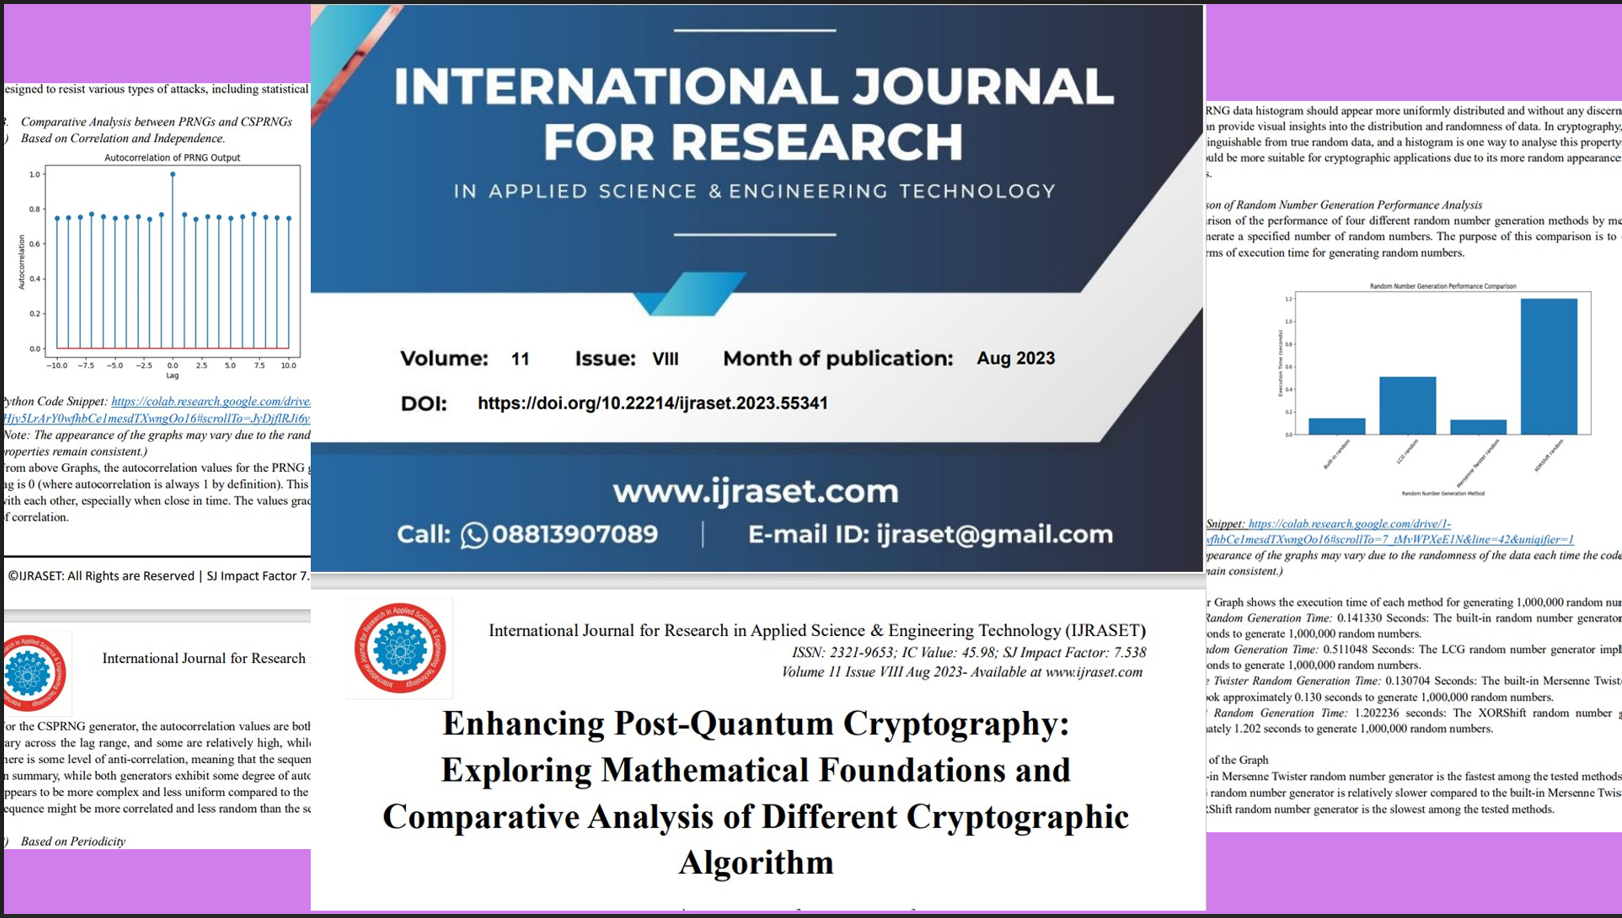 esigned to resist various types of attacks, including statistical
Comparative Analysis between PRNGs and CSPRNGs
) Based on Correlation and Independence.
Autocorrelation of PRNG Output
Autocorrelation
1.0
0.8
0.6
0.4
0.2
0.0
−10.0 −7.5 −5.0 −2.5 0.0 2.5 5.0 7.5 10.0
Lag
Python Code Snippet: https://colab.research.google.com/drive/
Note: The appearance of the graphs may vary due to the rand
roperties remain consistent.)
rom above Graphs, the autocorrelation values for the PRNG g
ag is 0 (where autocorrelation is always 1 by definition). This
with each other, especially when close in time. The values grad
f correlation.
©IJRASET: All Rights are Reserved | SJ Impact Factor 7.
International Journal for Research
or the CSPRNG generator, the autocorrelation values are both
ary across the lag range, and some are relatively high, while
here is some level of anti-correlation, meaning that the sequen
n summary, while both generators exhibit some degree of auto
ppears to be more complex and less uniform compared to the
equence might be more correlated and less random than the se
) Based on Periodicity
INTERNATIONAL JOURNAL
FOR RESEARCH
IN APPLIED SCIENCE & ENGINEERING TECHNOLOGY
Volume: 11 Issue: VIII Month of publication: Aug 2023
DOI: https://doi.org/10.22214/ijraset.2023.55341
www.ijraset.com
Call: 08813907089 | E-mail ID: ijraset@gmail.com
International Journal for Research in Applied Science & Engineering Technology (IJRASET)
ISSN: 2321-9653; IC Value: 45.98; SJ Impact Factor: 7.538
Volume 11 Issue VIII Aug 2023- Available at www.ijraset.com
Enhancing Post-Quantum Cryptography:
Exploring Mathematical Foundations and
Comparative Analysis of Different Cryptographic
Algorithm
RNG data histogram should appear more uniformly distributed and without any discern
an provide visual insights into the distribution and randomness of data. In cryptography,
inguishable from true random data, and a histogram is one way to analyse this property
ould be more suitable for cryptographic applications due to its more random appearance
s.
son of Random Number Generation Performance Analysis
rison of the performance of four different random number generation methods by me
nerate a specified number of random numbers. The purpose of this comparison is to
rms of execution time for generating random numbers.
Random Number Generation Performance Comparison
Execution Time (seconds)
1.2
1.0
0.8
0.6
0.4
0.2
0.0
Built-in random
LCG random
Mersenne Twister random
XORShift random
Random Number Generation Method
Snippet: https://colab.research.google.com/drive/1-
vfhbCe1mesdTXwngOo16#scrollTo=7_tMvWPXeE1N&line=42&uniqifier=1
pearance of the graphs may vary due to the randomness of the data each time the code
main consistent.)
r Graph shows the execution time of each method for generating 1,000,000 random nu
Random Generation Time: 0.141330 Seconds: The built-in random number generator
onds to generate 1,000,000 random numbers.
ndom Generation Time: 0.511048 Seconds: The LCG random number generator impl
onds to generate 1,000,000 random numbers.
e Twister Random Generation Time: 0.130704 Seconds: The built-in Mersenne Twist
ok approximately 0.130 seconds to generate 1,000,000 random numbers.
Random Generation Time: 1.202236 seconds: The XORShift random number g
ately 1.202 seconds to generate 1,000,000 random numbers.
of the Graph
-in Mersenne Twister random number generator is the fastest among the tested methods
random number generator is relatively slower compared to the built-in Mersenne Twis
RShift random number generator is the slowest among the tested methods.